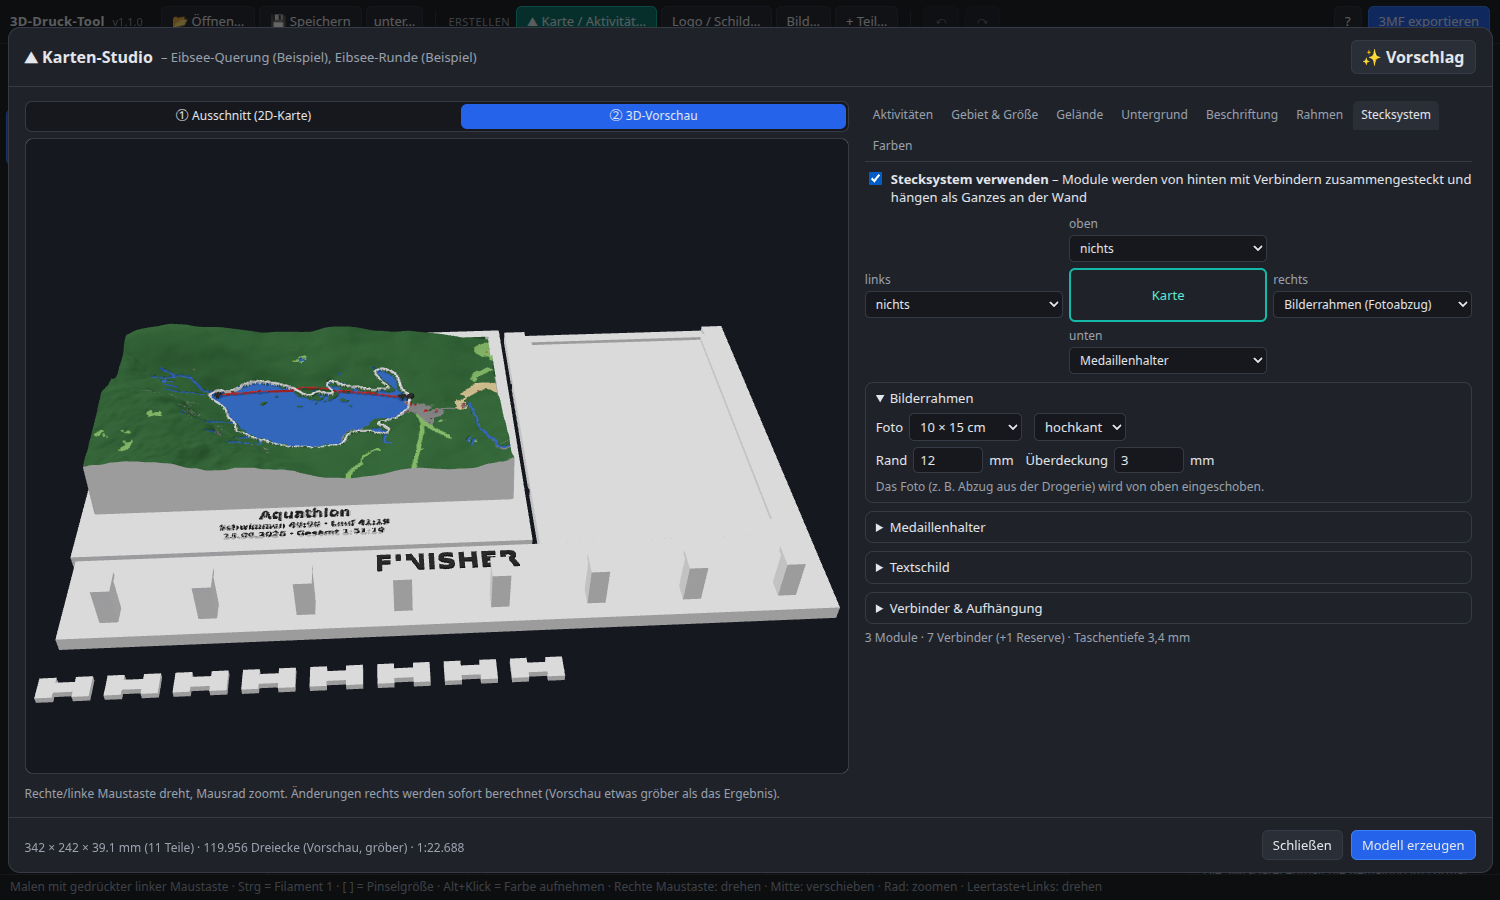 3D-Druck-Tool v1.1.0 📂 Öffnen... 💾 Speichern unter... ERSTELLEN ▲ Karte / Aktivität... Logo / Schild... Bild... + Teil... ↶ ↷ ? 3MF exportieren
▲ Karten-Studio – Eibsee-Querung (Beispiel), Eibsee-Runde (Beispiel)
✨ Vorschlag
① Ausschnitt (2D-Karte) ② 3D-Vorschau
Aktivitäten Gebiet & Größe Gelände Untergrund Beschriftung Rahmen Stecksystem
Farben
Stecksystem verwenden – Module werden von hinten mit Verbindern zusammengesteckt und
hängen als Ganzes an der Wand
oben
nichts
links
nichts
Karte
rechts
Bilderrahmen (Fotoabzug)
unten
Medaillenhalter
▼ Bilderrahmen
Foto 10 × 15 cm hochkant
Rand 12 mm Überdeckung 3 mm
Das Foto (z. B. Abzug aus der Drogerie) wird von oben eingeschoben.
▶ Medaillenhalter
▶ Textschild
▶ Verbinder & Aufhängung
3 Module · 7 Verbinder (+1 Reserve) · Taschentiefe 3,4 mm
Aquathlon
FINISHER
Rechte/linke Maustaste dreht, Mausrad zoomt. Änderungen rechts werden sofort berechnet (Vorschau etwas gröber als das Ergebnis).
342 × 242 × 39.1 mm (11 Teile) · 119.956 Dreiecke (Vorschau, gröber) · 1:22.688
Schließen Modell erzeugen
Malen mit gedrückter linker Maustaste · Strg = Filament 1 · [ ] = Pinselgröße · Alt+Klick = Farbe aufnehmen · Rechte Maustaste: drehen · Mitte: verschieben · Rad: zoomen · Leertaste+Links: drehen